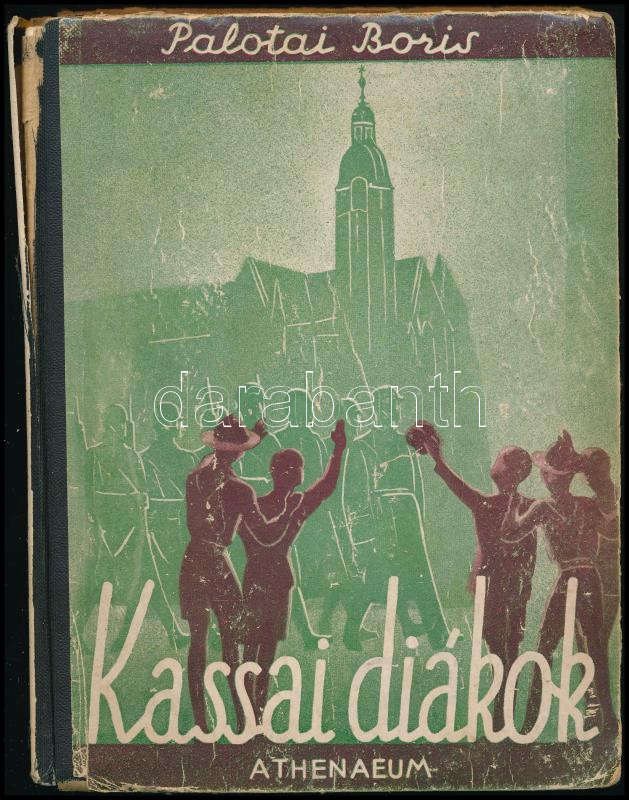 Palotai Boris
darabanth
Kassai diákok
ATHENAEUM